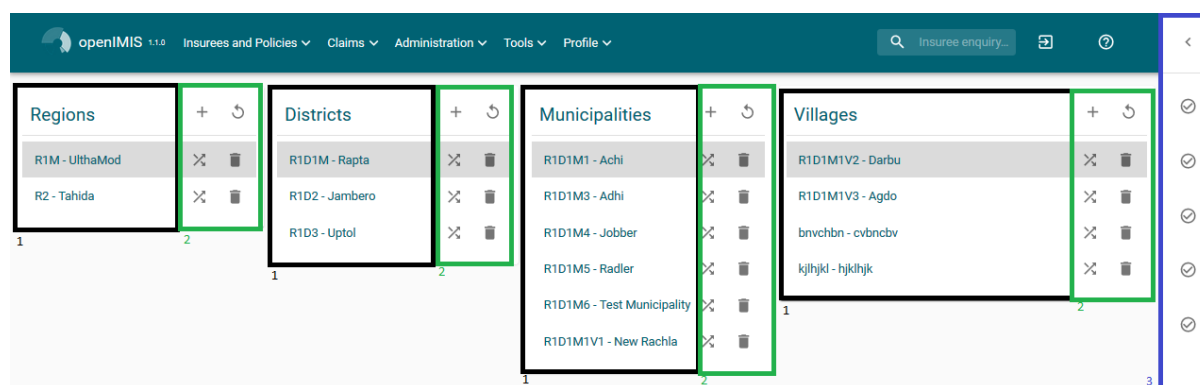 openIMIS 1.1.0 Insurees and Policies Claims Administration Tools Profile Insuree enquiry...
Regions
R1M - UlthaMod
R2 - Tahida
1
2
Districts
R1D1M - Rapta
R1D2 - Jambero
R1D3 - Uptol
1
2
Municipalities
R1D1M1 - Achi
R1D1M3 - Adhi
R1D1M4 - Jobber
R1D1M5 - Radler
R1D1M6 - Test Municipality
R1D1M1V1 - New Rachla
1
2
Villages
R1D1M1V2 - Darbu
R1D1M1V3 - Agdo
bnvchbn - cvbncbv
kjlhjkl - hjklhjk
1
2
3